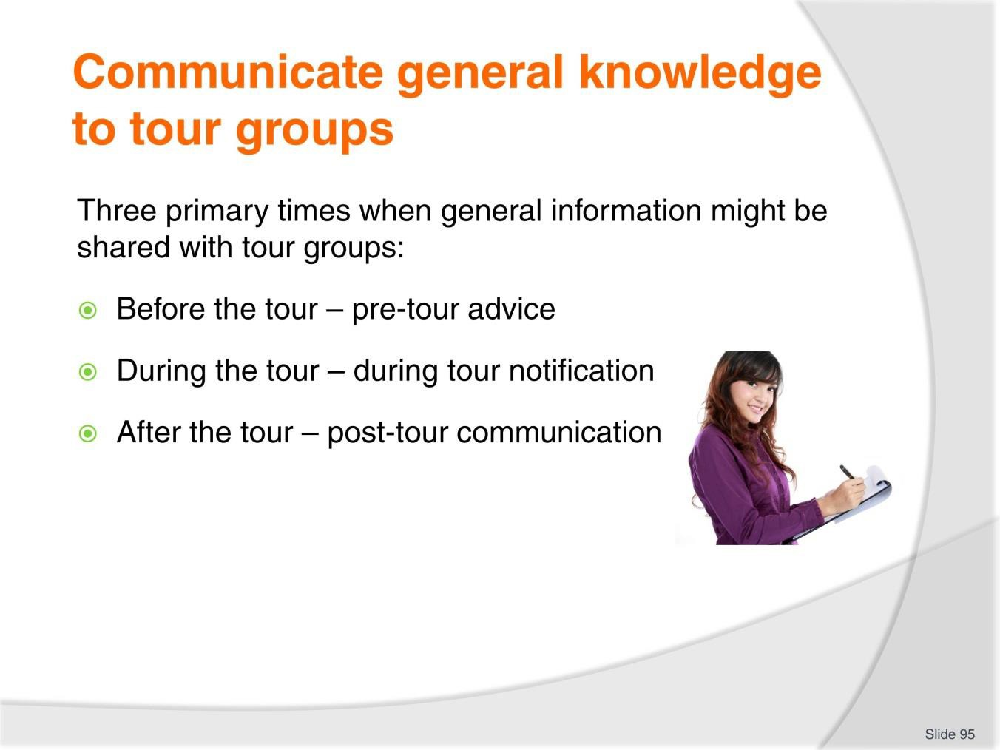 Communicate general knowledge
to tour groups
Three primary times when general information might be
shared with tour groups:
Before the tour – pre-tour advice
During the tour – during tour notification
After the tour – post-tour communication
Slide 95